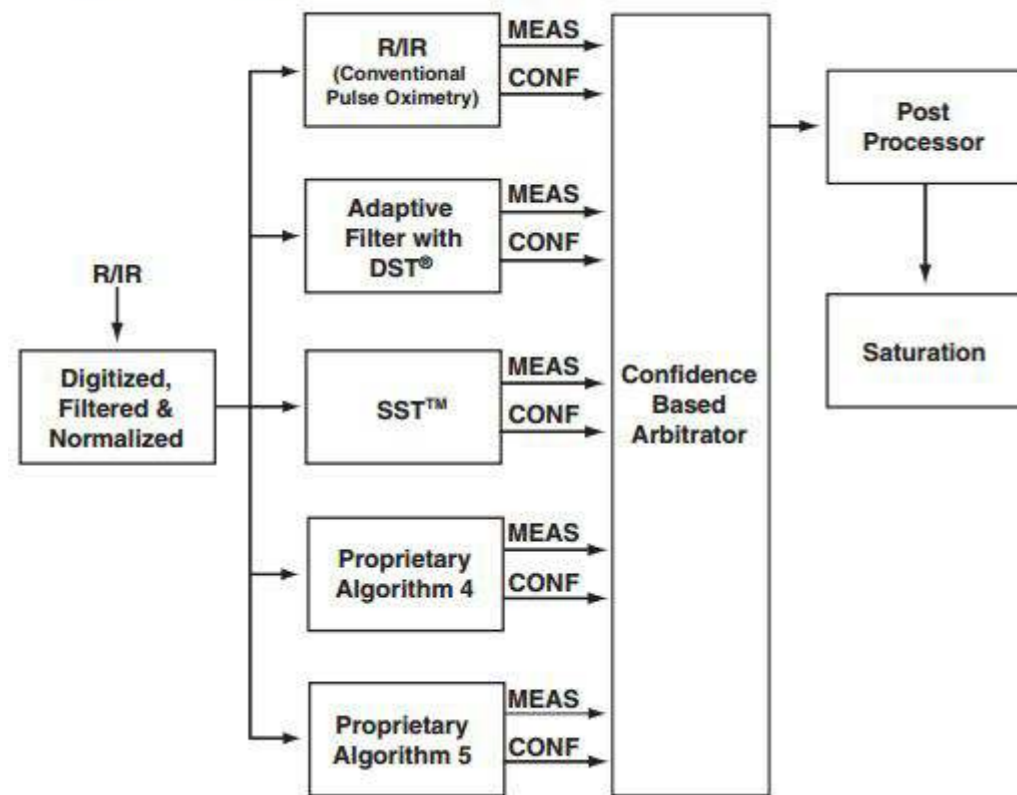 R/IR
Digitized,
Filtered &
Normalized
R/IR
(Conventional
Pulse Oximetry)
MEAS
CONF
Adaptive
Filter with
DST®
MEAS
CONF
SST™
MEAS
CONF
Proprietary
Algorithm 4
MEAS
CONF
Proprietary
Algorithm 5
MEAS
CONF
Confidence
Based
Arbitrator
Post
Processor
Saturation